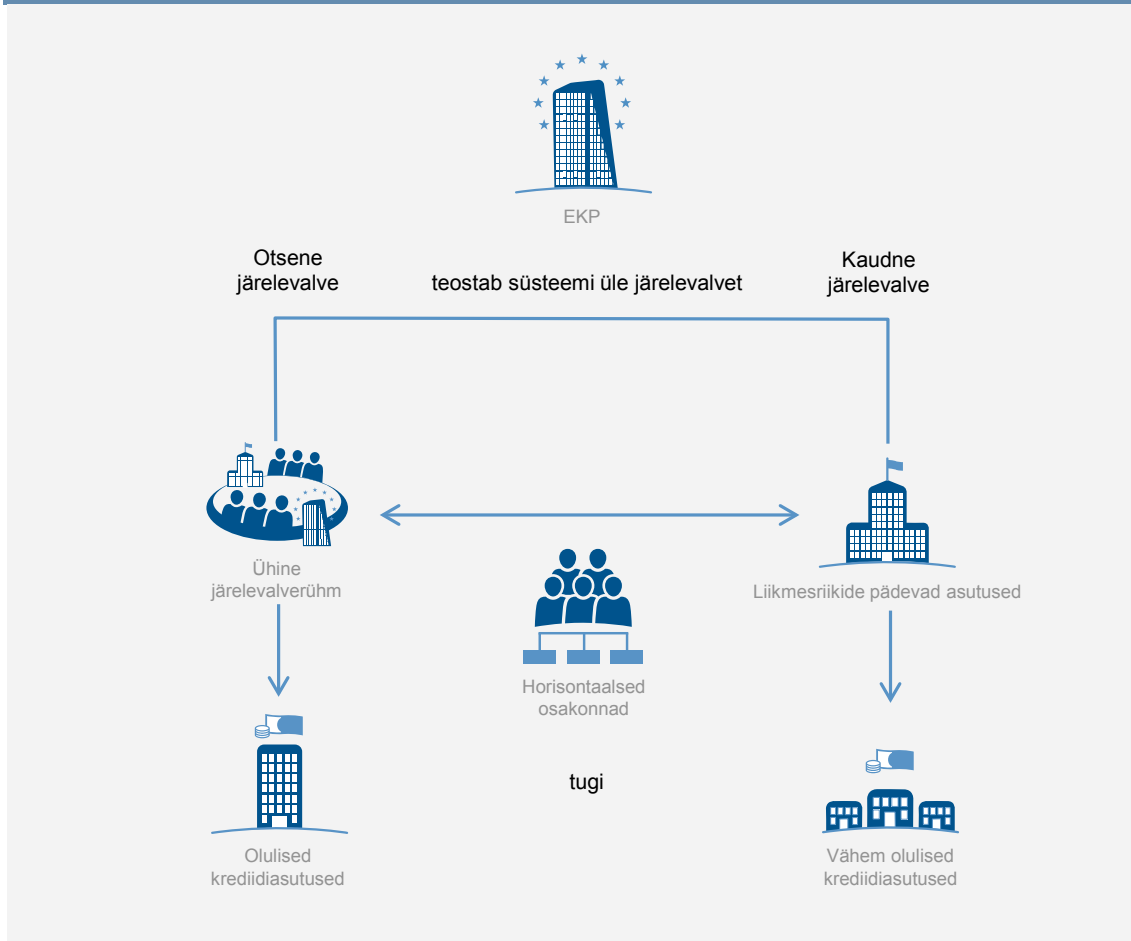 EKP
Otsene
järelevalve
teostab süsteemi üle järelevalvet
Kaudne
järelevalve
Ühine
järelevalverühm
Liikmesriikide pädevad asutused
Horisontaalsed
osakonnad
tugi
Olulised
krediidiasutused
Vähem olulised
krediidiasutused